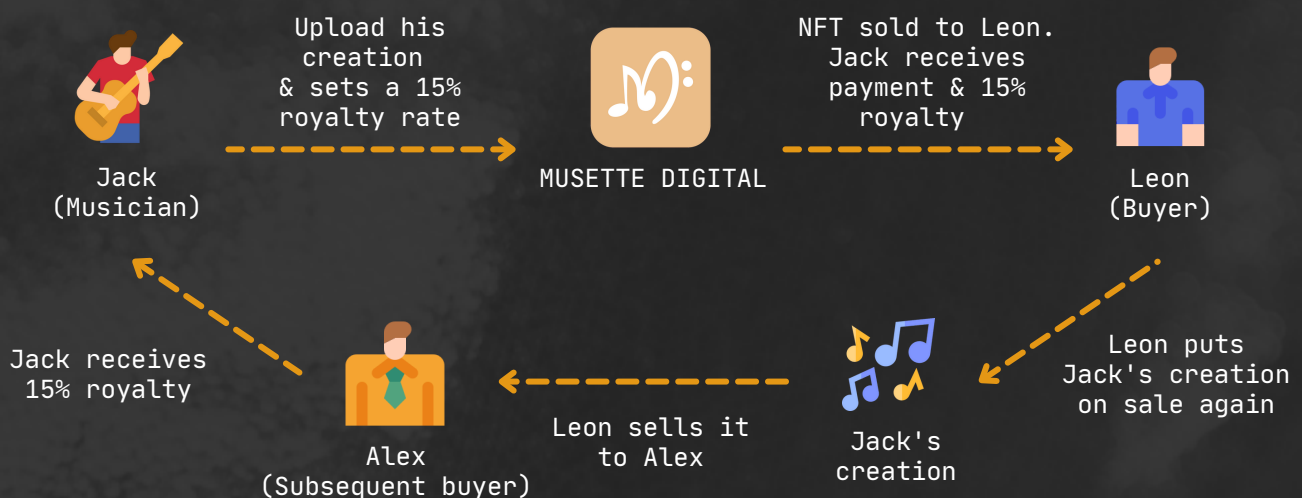 Upload his
creation
& sets a 15%
royalty rate
NFT sold to Leon.
Jack receives
payment & 15%
royalty
Jack
(Musician)
MUSETTE DIGITAL
Leon
(Buyer)
Jack receives
15% royalty
Leon puts
Jack's creation
on sale again
Leon sells it
to Alex
Jack's
creation
Alex
(Subsequent buyer)